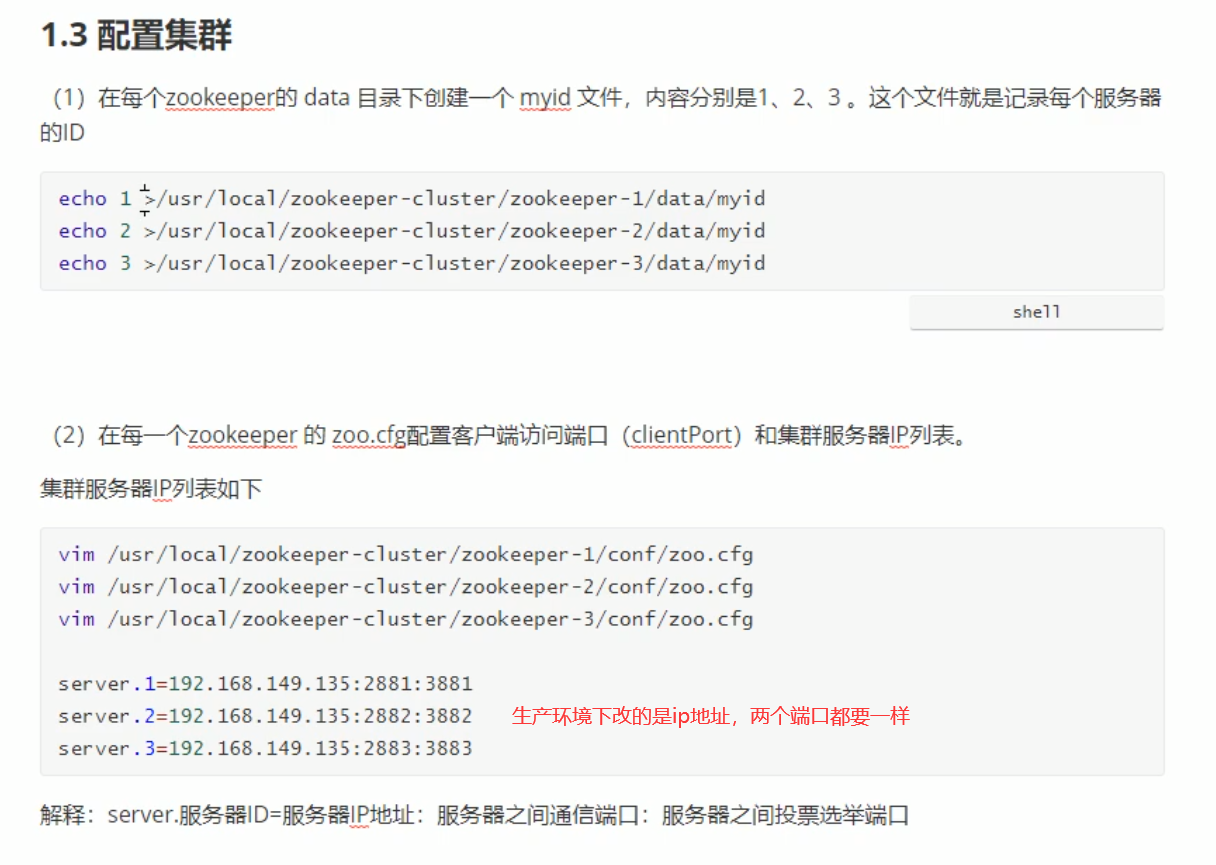 1.3 配置集群
（1）在每个zookeeper的 data 目录下创建一个 myid 文件，内容分别是1、2、3 。这个文件就是记录每个服务器
的ID
echo 1 >/usr/local/zookeeper-cluster/zookeeper-1/data/myid
echo 2 >/usr/local/zookeeper-cluster/zookeeper-2/data/myid
echo 3 >/usr/local/zookeeper-cluster/zookeeper-3/data/myid
shell
（2）在每一个zookeeper 的 zoo.cfg配置客户端访问端口（clientPort）和集群服务器IP列表。
集群服务器IP列表如下
vim /usr/local/zookeeper-cluster/zookeeper-1/conf/zoo.cfg
vim /usr/local/zookeeper-cluster/zookeeper-2/conf/zoo.cfg
vim /usr/local/zookeeper-cluster/zookeeper-3/conf/zoo.cfg
server.1=192.168.149.135:2881:3881
server.2=192.168.149.135:2882:3882 生产环境下改的是ip地址，两个端口都要一样
server.3=192.168.149.135:2883:3883
解释：server.服务器ID=服务器IP地址：服务器之间通信端口：服务器之间投票选举端口